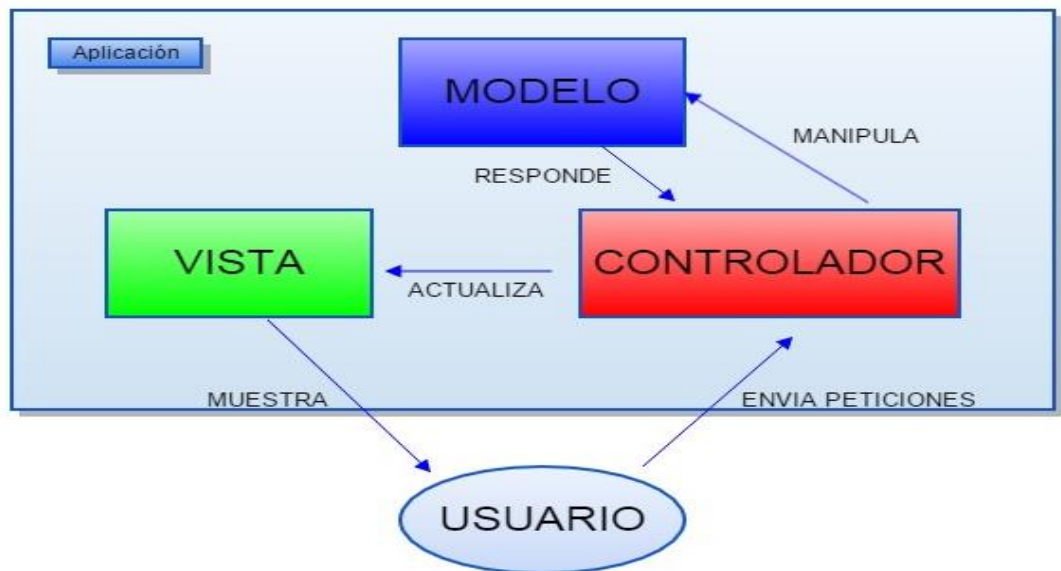 Aplicación
MODELO
MANIPULA
RESPONDE
VISTA
CONTROLADOR
ACTUALIZA
MUESTRA
ENVIA PETICIONES
USUARIO